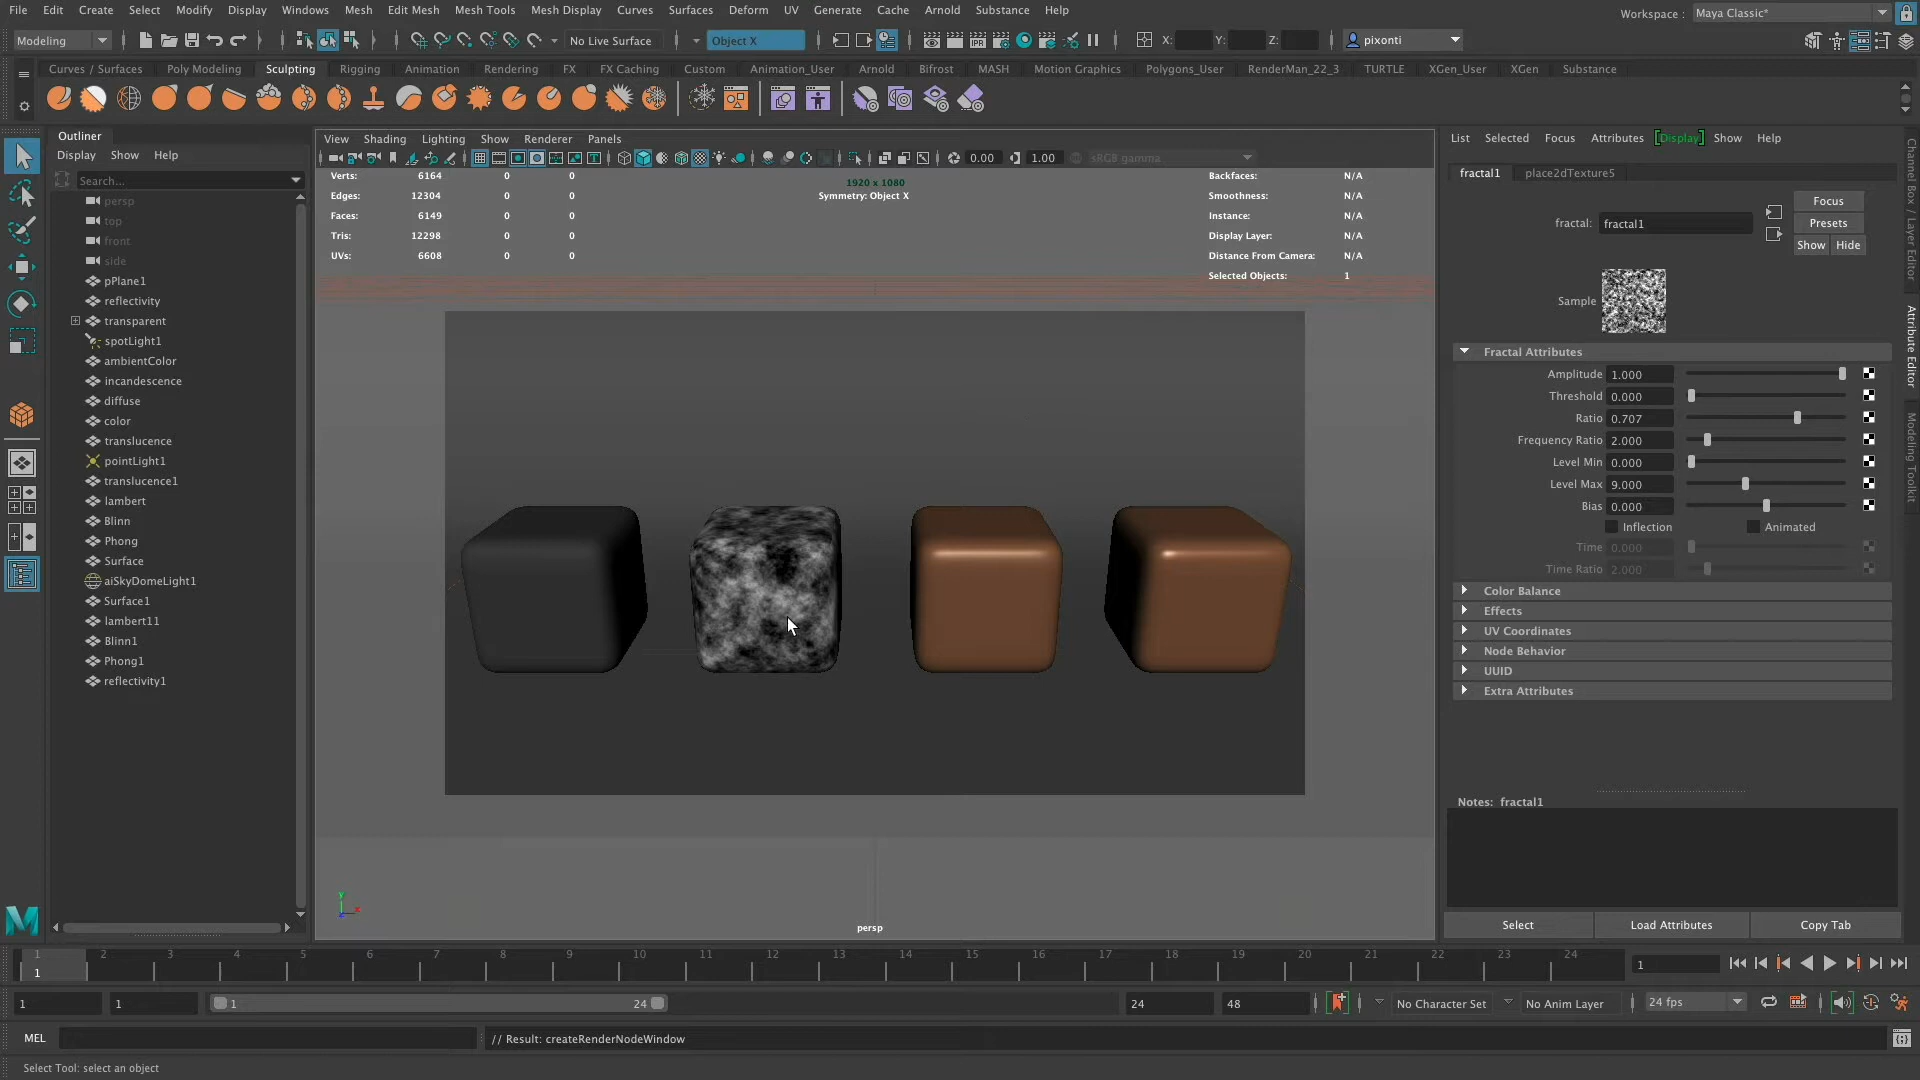 File Edit Create Select Modify Display Windows Mesh Edit Mesh Mesh Tools Mesh Display Curves Surfaces Deform UV Generate Cache Arnold Substance Help
Workspace : Maya Classic*
Modeling No Live Surface Object X X: Y: Z: pixonti
Curves / Surfaces Poly Modeling Sculpting Rigging Animation Rendering FX FX Caching Custom Animation_User Arnold Bifrost MASH Motion Graphics Polygons_User RenderMan_22_3 TURTLE XGen_User XGen Substance
Outliner
Display Show Help
Search...
persp
top
front
side
pPlane1
reflectivity
transparent
spotLight1
ambientColor
incandescence
diffuse
color
translucence
pointLight1
translucence1
lambert
Blinn
Phong
Surface
aiSkyDomeLight1
Surface1
lambert11
Blinn1
Phong1
reflectivity1
View Shading Lighting Show Renderer Panels
0.00 1.00 sRGB gamma
Verts: 6164 0 0
Edges: 12304 0 0
Faces: 6149 0 0
Tris: 12298 0 0
UVs: 6608 0 0
1920 x 1080
Symmetry: Object X
Backfaces: N/A
Smoothness: N/A
Instance: N/A
Display Layer: N/A
Distance From Camera: N/A
Selected Objects: 1
y
x
persp
List Selected Focus Attributes [Display] Show Help
fractal1 place2dTexture5
fractal: fractal1
Focus
Presets
Show Hide
Sample
Fractal Attributes
Amplitude 1.000
Threshold 0.000
Ratio 0.707
Frequency Ratio 2.000
Level Min 0.000
Level Max 9.000
Bias 0.000
Inflection Animated
Time 0.000
Time Ratio 2.000
Color Balance
Effects
UV Coordinates
Node Behavior
UUID
Extra Attributes
Notes: fractal1
Select Load Attributes Copy Tab
Channel Box / Layer Editor
Attribute Editor
Modeling Toolkit
1 2 3 4 5 6 7 8 9 10 11 12 13 14 15 16 17 18 19 20 21 22 23 24
1 1
1 1 1 24 24 48 No Character Set No Anim Layer 24 fps
MEL // Result: createRenderNodeWindow
Select Tool: select an object